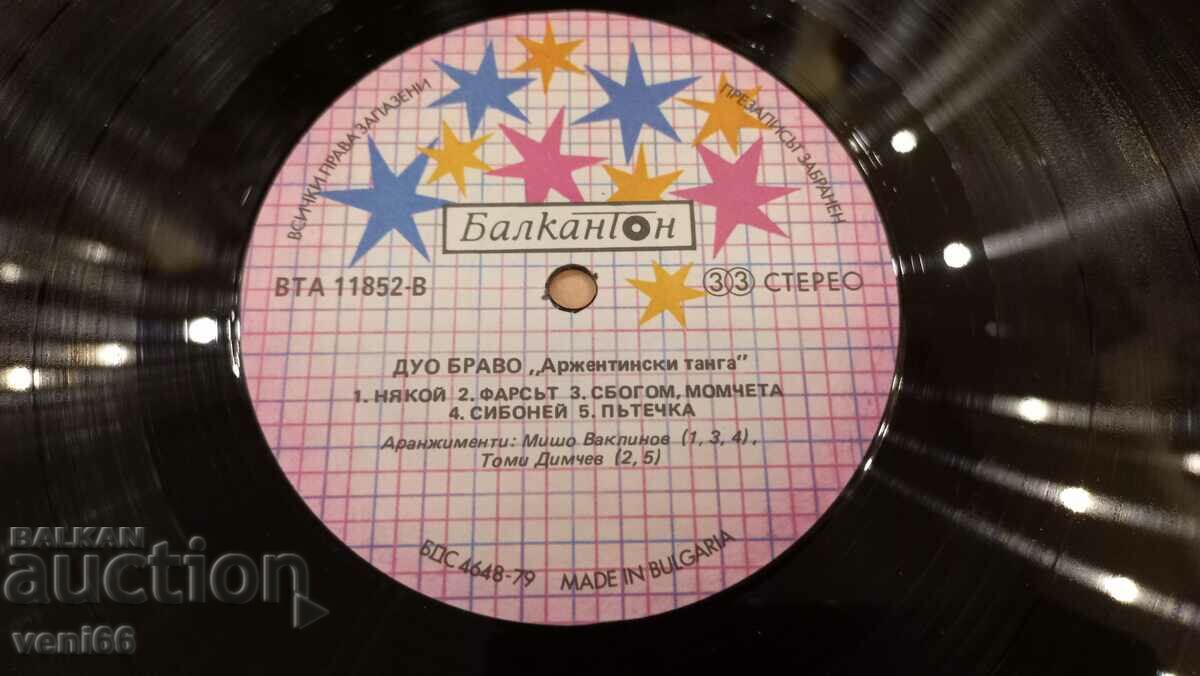 ВСИЧКИ ПРАВА ЗАПАЗЕНИ
ПРЕЗАПИСЪТ ЗАБРАНЕН
Балкантон
ВТА 11852-В
33 СТЕРЕО
ДУО БРАВО „Аржентински танга"
1. НЯКОЙ 2. ФАРСЪТ 3. СБОГОМ, МОМЧЕТА
4. СИБОНЕЙ 5. ПЪТЕЧКА
Аранжименти: Мишо Ваклинов (1, 3, 4),
Томи Димчев (2, 5)
БДС 4648-79 MADE IN BULGARIA
BALKAN
auction
veni66